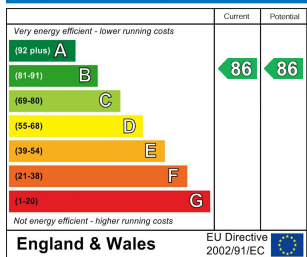 Current Potential
Very energy efficient - lower running costs
(92 plus) A
(81-91) B 86 86
(69-80) C
(55-68) D
(39-54) E
(21-38) F
(1-20) G
Not energy efficient - higher running costs
England & Wales
EU Directive
2002/91/EC